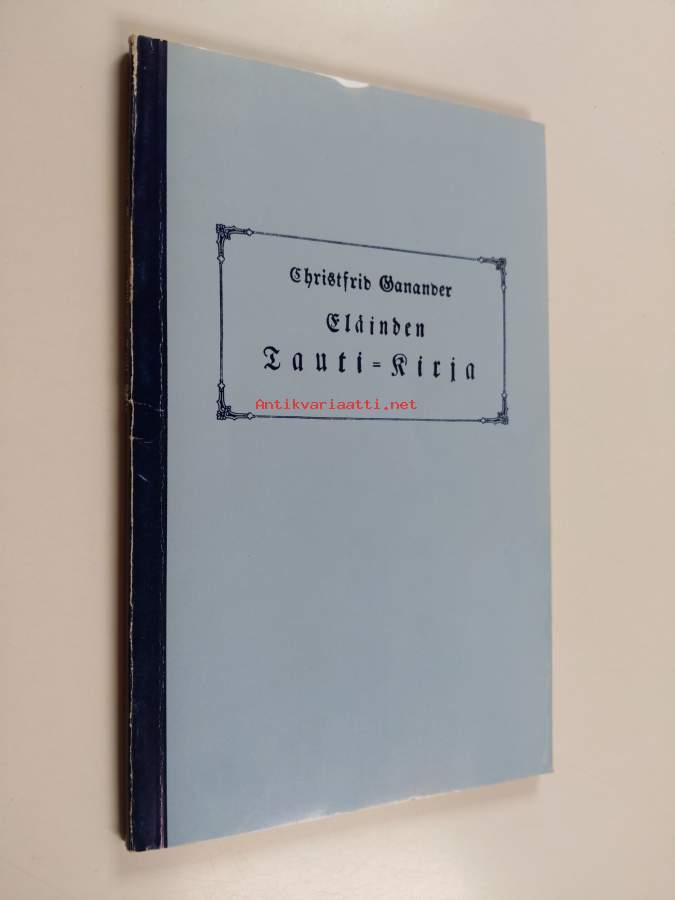 Christfrid Ganander
Eläinden
Tauti=Kirja
Antikvariaatti.net